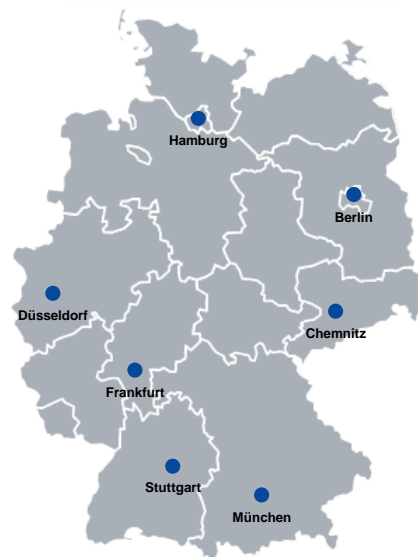 Hamburg
Berlin
Düsseldorf
Chemnitz
Frankfurt
Stuttgart
München